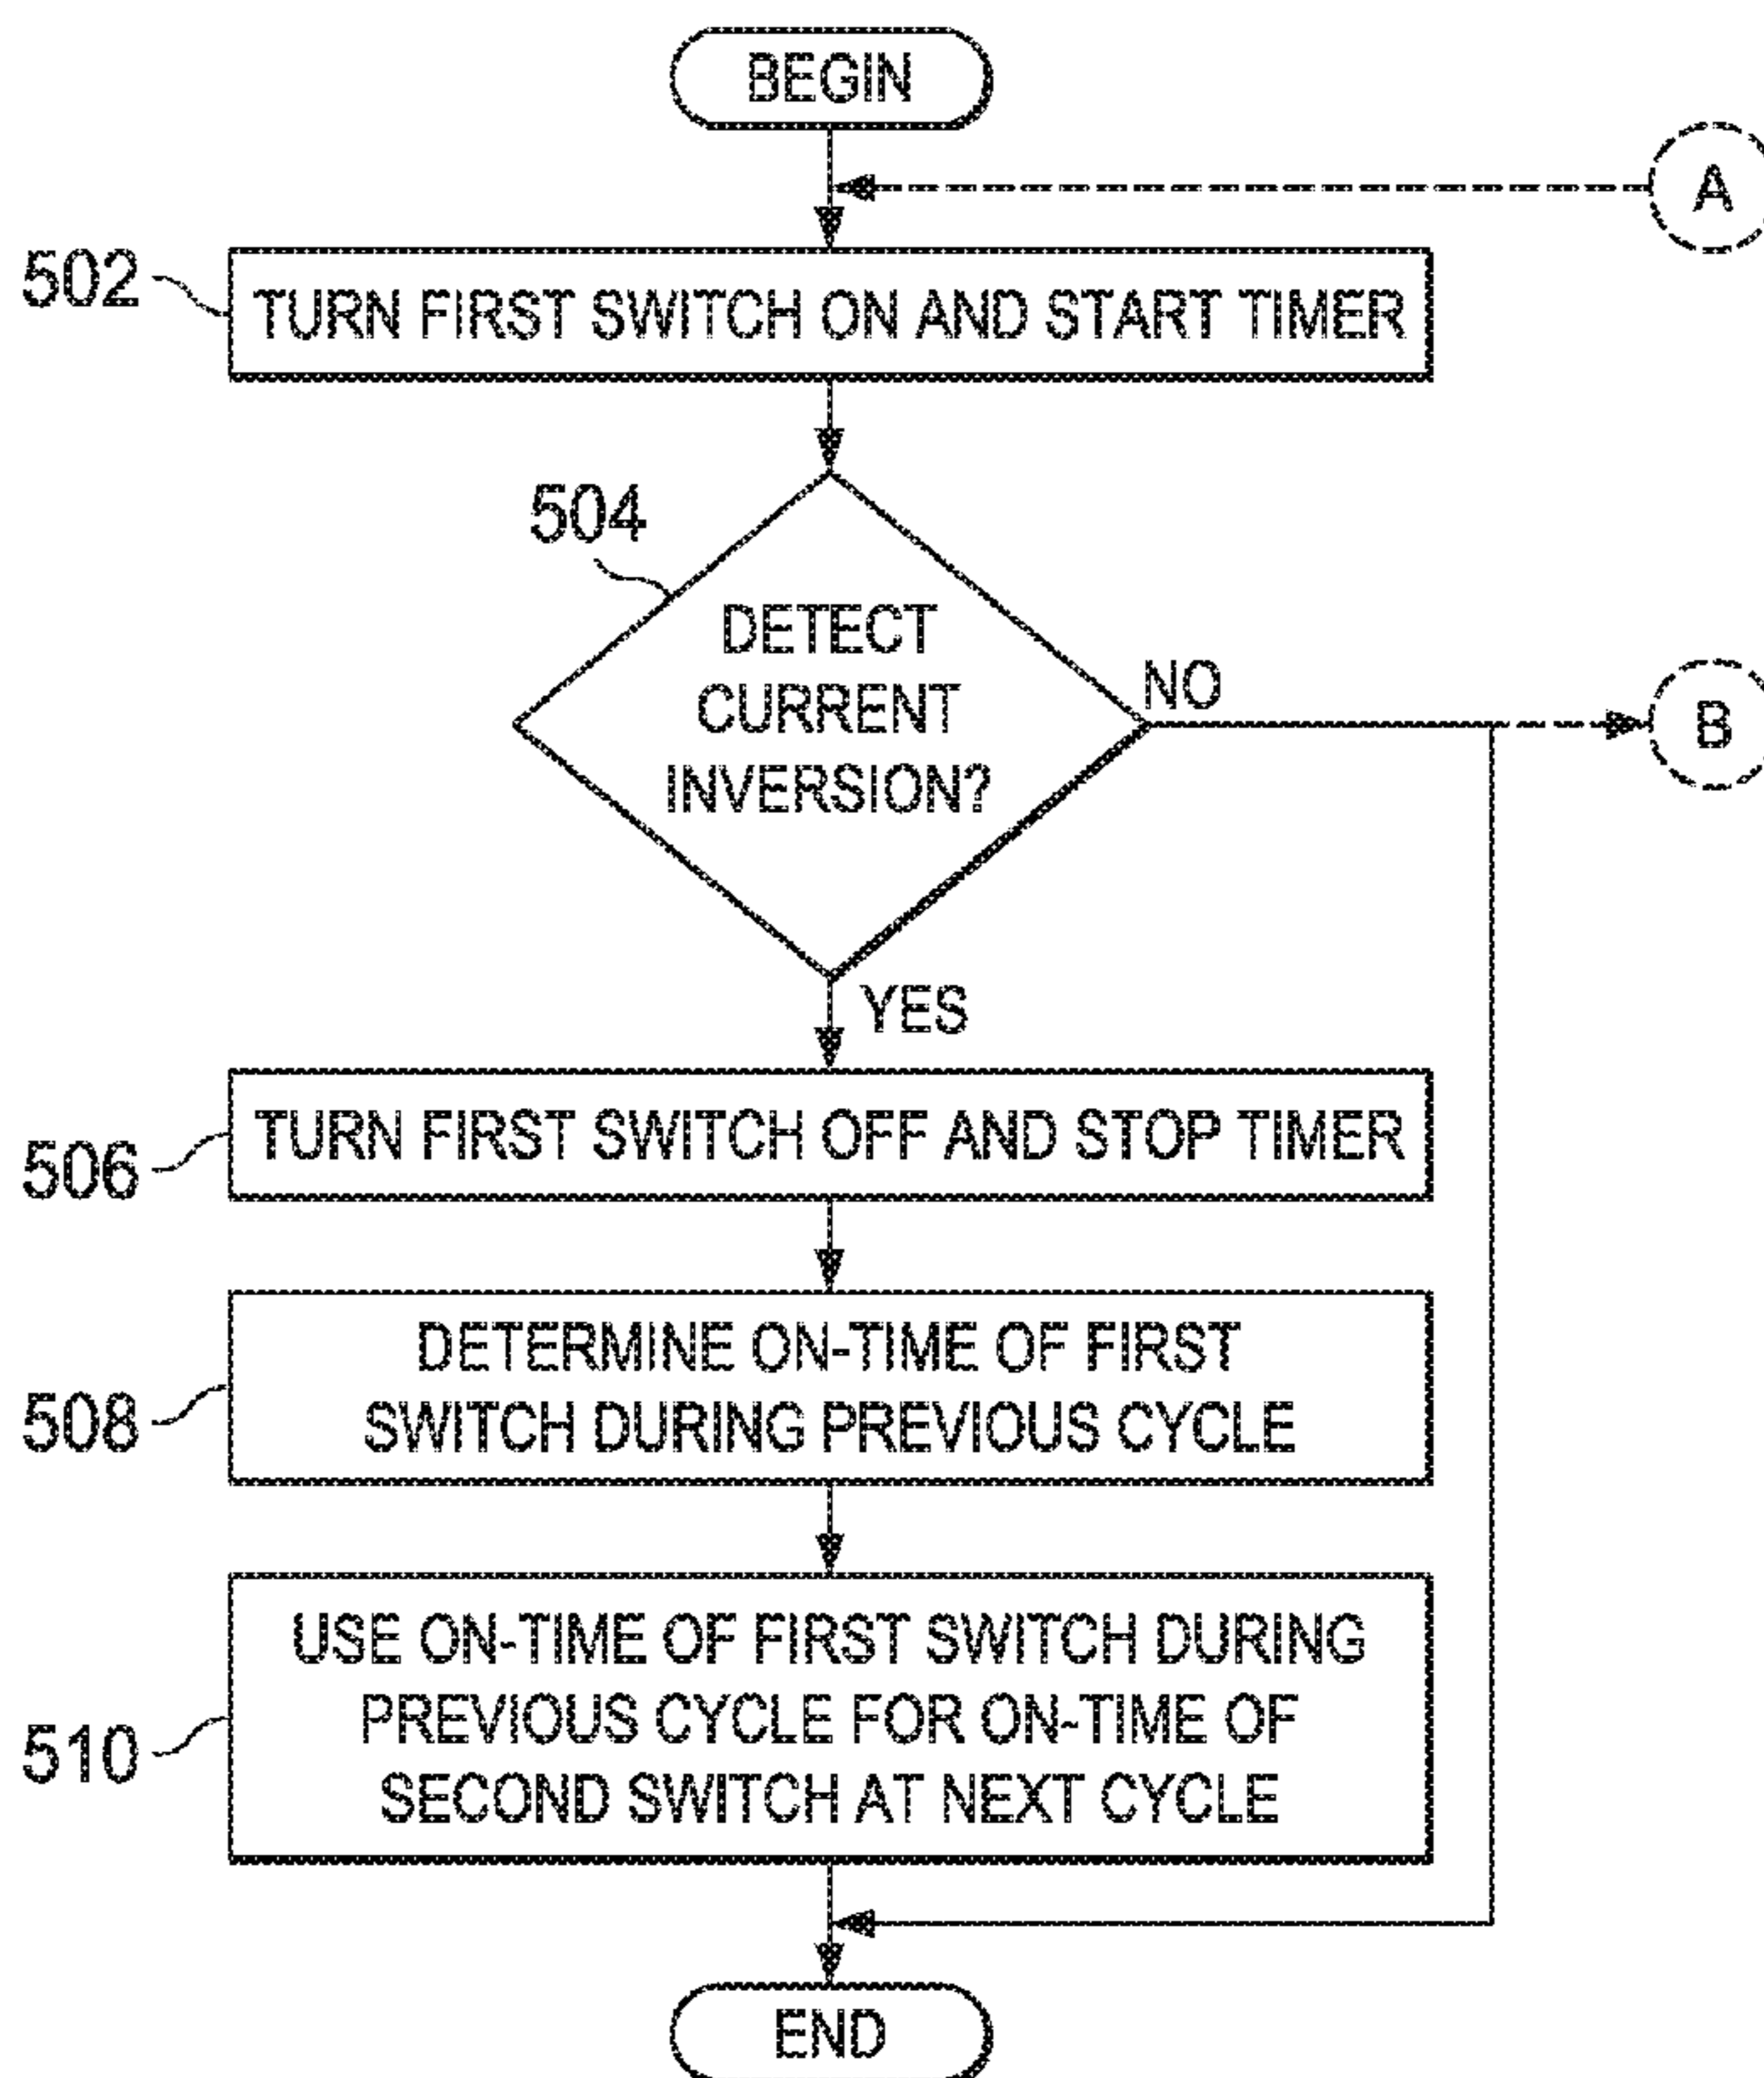 BEGIN
A
502
TURN FIRST SWITCH ON AND START TIMER
504
DETECT
CURRENT
INVERSION?
NO
B
YES
506
TURN FIRST SWITCH OFF AND STOP TIMER
508
DETERMINE ON-TIME OF FIRST
SWITCH DURING PREVIOUS CYCLE
510
USE ON-TIME OF FIRST SWITCH DURING
PREVIOUS CYCLE FOR ON-TIME OF
SECOND SWITCH AT NEXT CYCLE
END